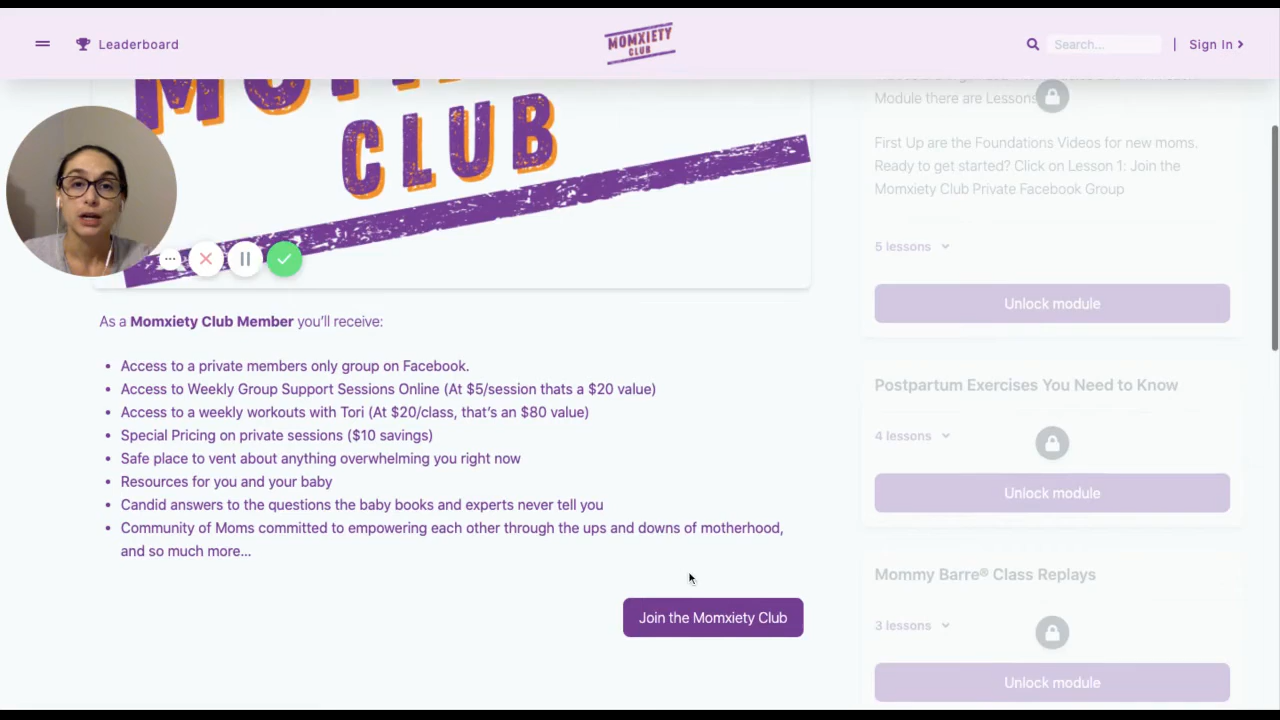 Leaderboard
MOMXIETY
CLUB
Search...
|
Sign In
CLUB
Module there are Lessons
First Up are the Foundations Videos for new moms.
Ready to get started? Click on Lesson 1: Join the
Momxiety Club Private Facebook Group
5 lessons
Unlock module
As a Momxiety Club Member you’ll receive:
• Access to a private members only group on Facebook.
• Access to Weekly Group Support Sessions Online (At $5/session thats a $20 value)
• Access to a weekly workouts with Tori (At $20/class, that’s an $80 value)
• Special Pricing on private sessions ($10 savings)
• Safe place to vent about anything overwhelming you right now
• Resources for you and your baby
• Candid answers to the questions the baby books and experts never tell you
• Community of Moms committed to empowering each other through the ups and downs of motherhood,
and so much more...
Join the Momxiety Club
Postpartum Exercises You Need to Know
4 lessons
Unlock module
Mommy Barre® Class Replays
3 lessons
Unlock module